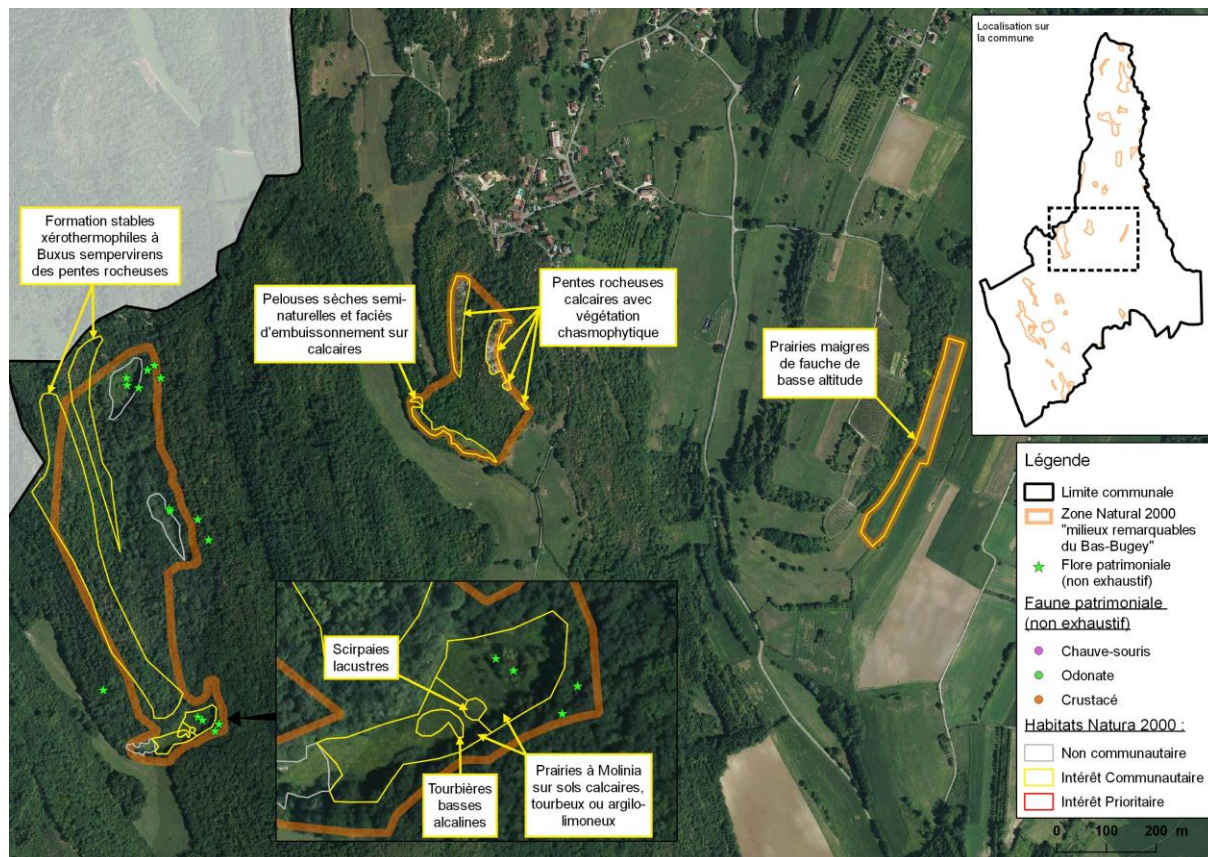 Localisation sur
la commune
Formation stables
xérothermophiles à
Buxus sempervirens
des pentes rocheuses
Pelouses sèches semi-
naturelles et faciès
d'embuissonnement sur
calcaires
Pentes rocheuses
calcaires avec
végétation
chasmophytique
Prairies maigres
de fauche de
basse altitude
Scirpaies
lacustres
Tourbières
basses
alcalines
Prairies à Molinia
sur sols calcaires,
tourbeux ou argilo-
limoneux
Légende
Limite communale
Zone Natural 2000
"milieux remarquables
du Bas-Bugey"
Flore patrimoniale
(non exhaustif)
Faune patrimoniale
(non exhaustif)
Chauve-souris
Odonate
Crustacé
Habitats Natura 2000 :
Non communautaire
Intérêt Communautaire
Intérêt Prioritaire
0 100 200 m